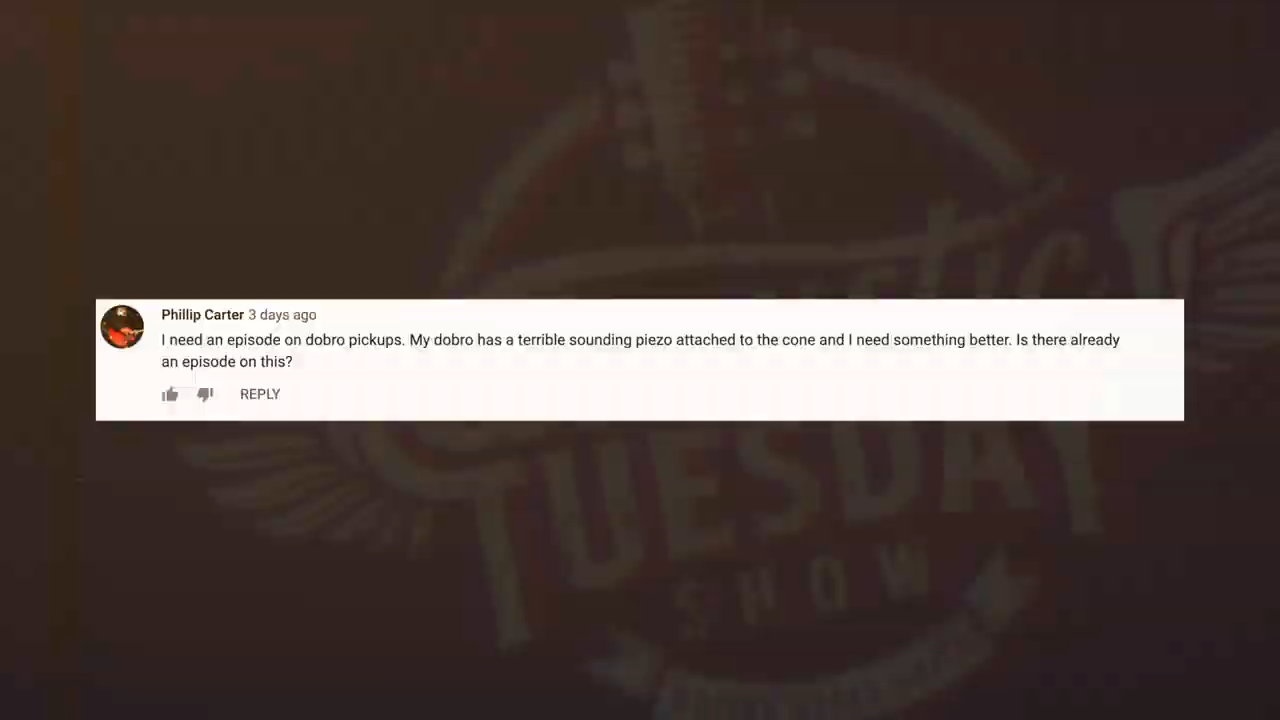 Phillip Carter 3 days ago
I need an episode on dobro pickups. My dobro has a terrible sounding piezo attached to the cone and I need something better. Is there already
an episode on this?
REPLY
TUESDAY
SHOW